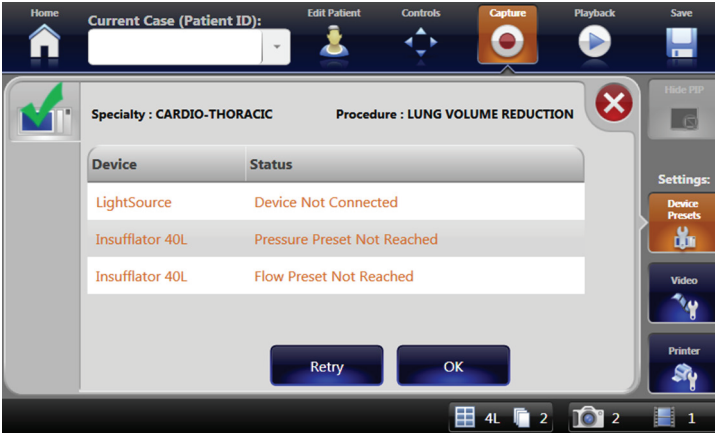 Home
Current Case (Patient ID):
Edit Patient
Controls
Capture
Playback
Save
Specialty : CARDIO-THORACIC
Procedure : LUNG VOLUME REDUCTION
Hide PIP
Device Status
LightSource Device Not Connected
Insufflator 40L Pressure Preset Not Reached
Insufflator 40L Flow Preset Not Reached
Settings:
Device
Presets
Video
Printer
Retry
OK
4L 2 2 1